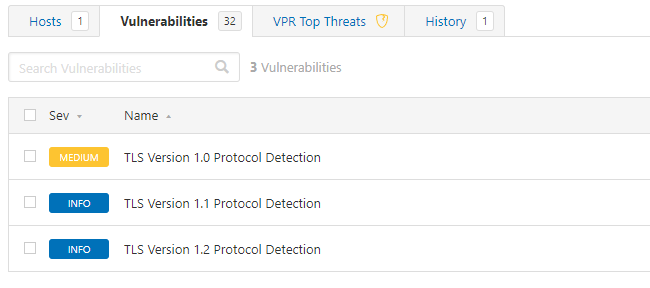 Hosts 1 Vulnerabilities 32 VPR Top Threats History 1
Search Vulnerabilities 3 Vulnerabilities
Sev Name
MEDIUM TLS Version 1.0 Protocol Detection
INFO TLS Version 1.1 Protocol Detection
INFO TLS Version 1.2 Protocol Detection